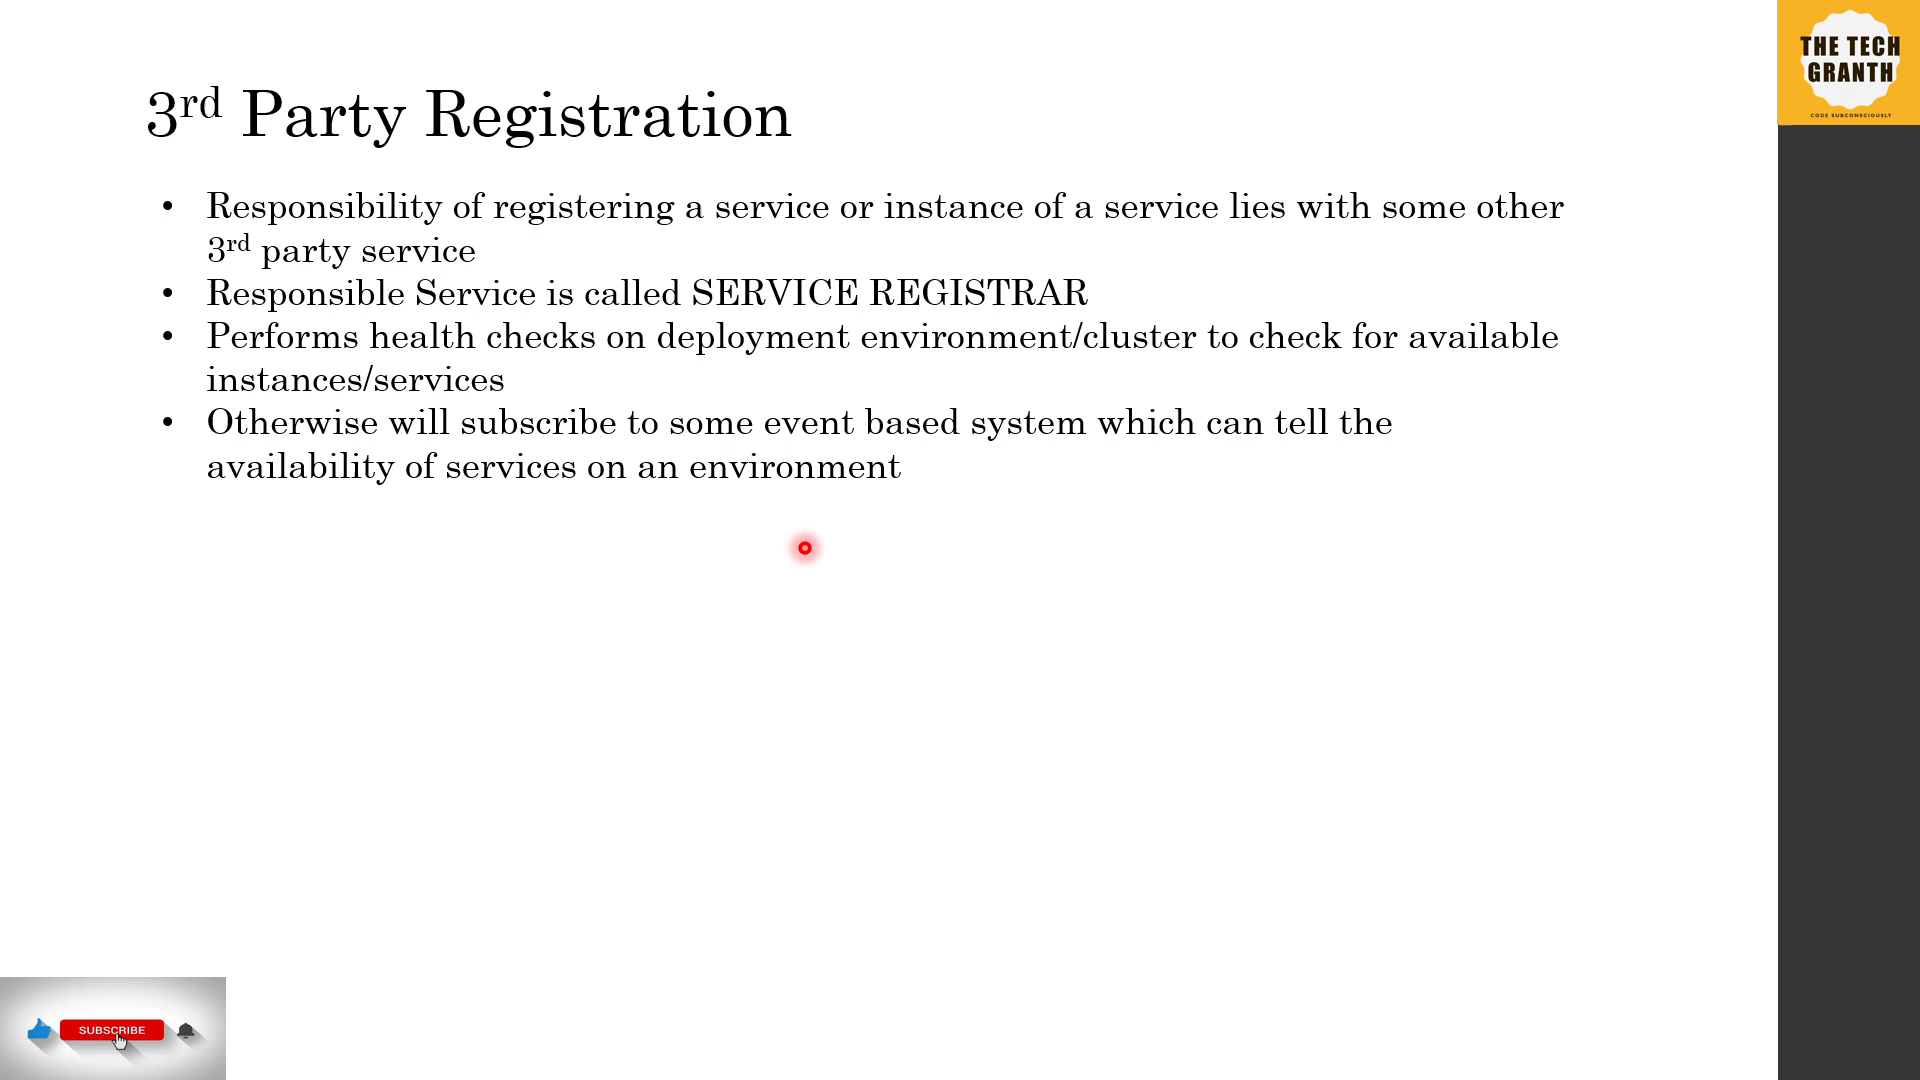 3rd Party Registration
THE TECH
GRANTH
CODE SUBCONSCIOUSLY
• Responsibility of registering a service or instance of a service lies with some other
3rd party service
• Responsible Service is called SERVICE REGISTRAR
• Performs health checks on deployment environment/cluster to check for available
instances/services
• Otherwise will subscribe to some event based system which can tell the
availability of services on an environment
SUBSCRIBE